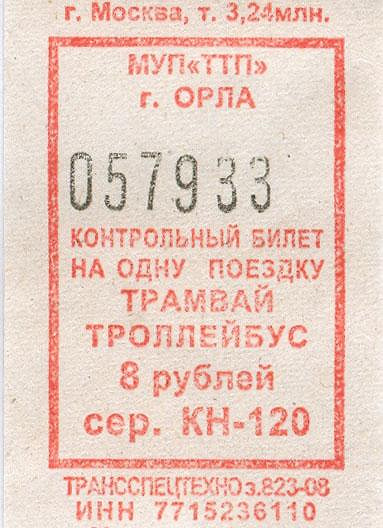 г. Москва, т. 3,24млн.
МУП«ТТП»
г. ОРЛА
057933
КОНТРОЛЬНЫЙ БИЛЕТ
НА ОДНУ ПОЕЗДКУ
ТРАМВАЙ
ТРОЛЛЕЙБУС
8 рублей
сер. КН-120
ТРАНССПЕЦТЕХНО з.823-08
ИНН 7715236110